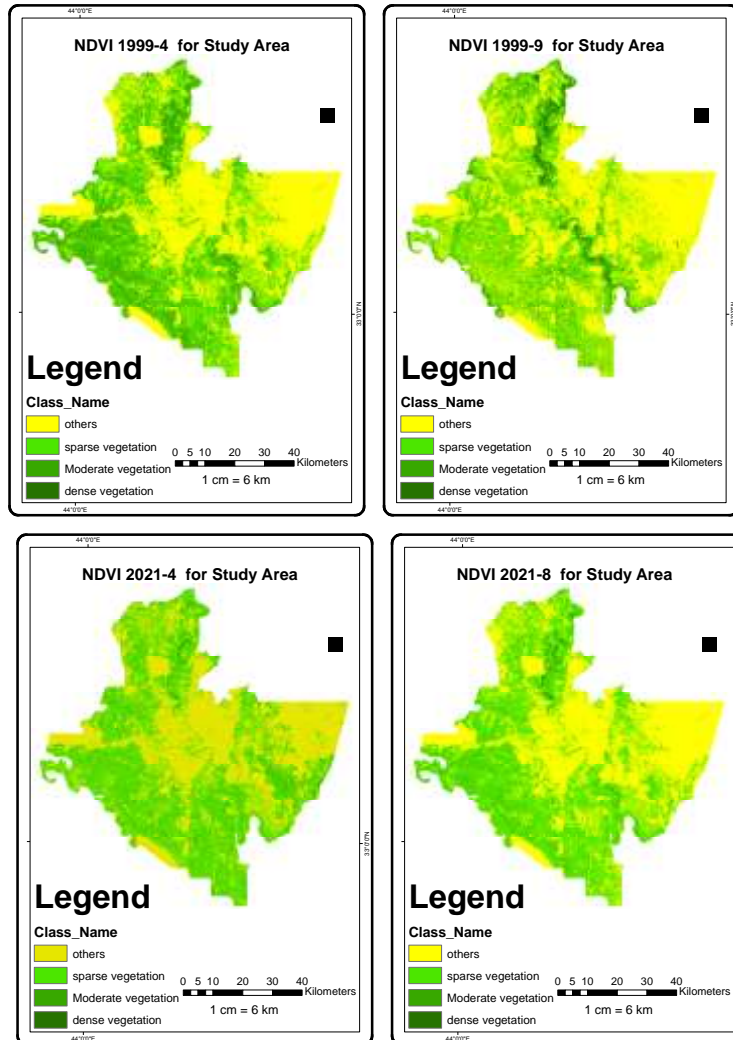 44°0'0"E
NDVI 1999-4 for Study Area
33°0'0"N
Legend
Class_Name
others
sparse vegetation
Moderate vegetation
dense vegetation
0 5 10 20 30 40
Kilometers
1 cm = 6 km
44°0'0"E
NDVI 1999-9 for Study Area
Legend
Class_Name
others
sparse vegetation
Moderate vegetation
dense vegetation
0 5 10 20 30 40
Kilometers
1 cm = 6 km
44°0'0"E
44°0'0"E
NDVI 2021-4 for Study Area
33°0'0"N
Legend
Class_Name
others
sparse vegetation
Moderate vegetation
dense vegetation
0 5 10 20 30 40
Kilometers
1 cm = 6 km
44°0'0"E
44°0'0"E
NDVI 2021-8 for Study Area
Legend
Class_Name
others
sparse vegetation
Moderate vegetation
dense vegetation
0 5 10 20 30 40
Kilometers
1 cm = 6 km
44°0'0"E